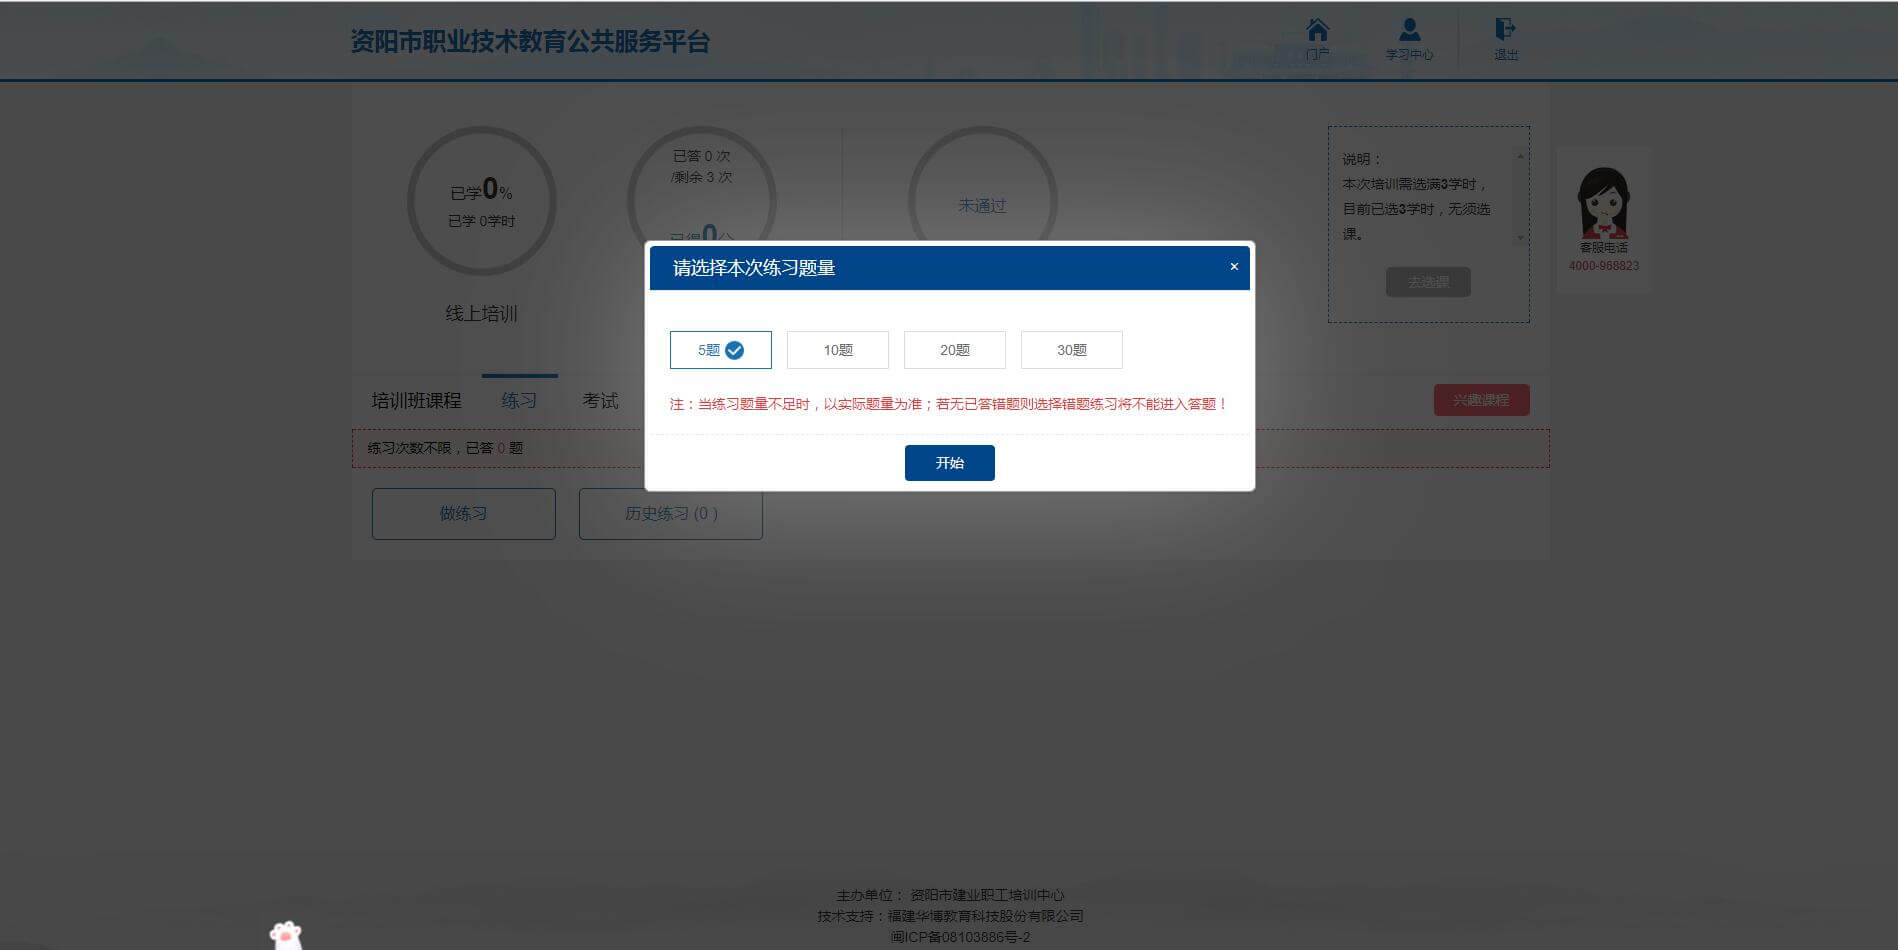 资阳市职业技术教育公共服务平台
门户
学习中心
退出
已学0%
已学 0学时
线上培训
已答 0 次
/剩余 3 次
已得0分
未通过
说明：
本次培训需选满3学时，
目前已选3学时，无须选
课。
去选课
客服电话
4000-968823
请选择本次练习题量
×
5题
10题
20题
30题
注：当练习题量不足时，以实际题量为准；若无已答错题则选择错题练习将不能进入答题！
开始
培训班课程
练习
考试
兴趣课程
练习次数不限，已答 0 题
做练习
历史练习 (0 )
主办单位： 资阳市建业职工培训中心
技术支持：福建华博教育科技股份有限公司
闽ICP备08103886号-2